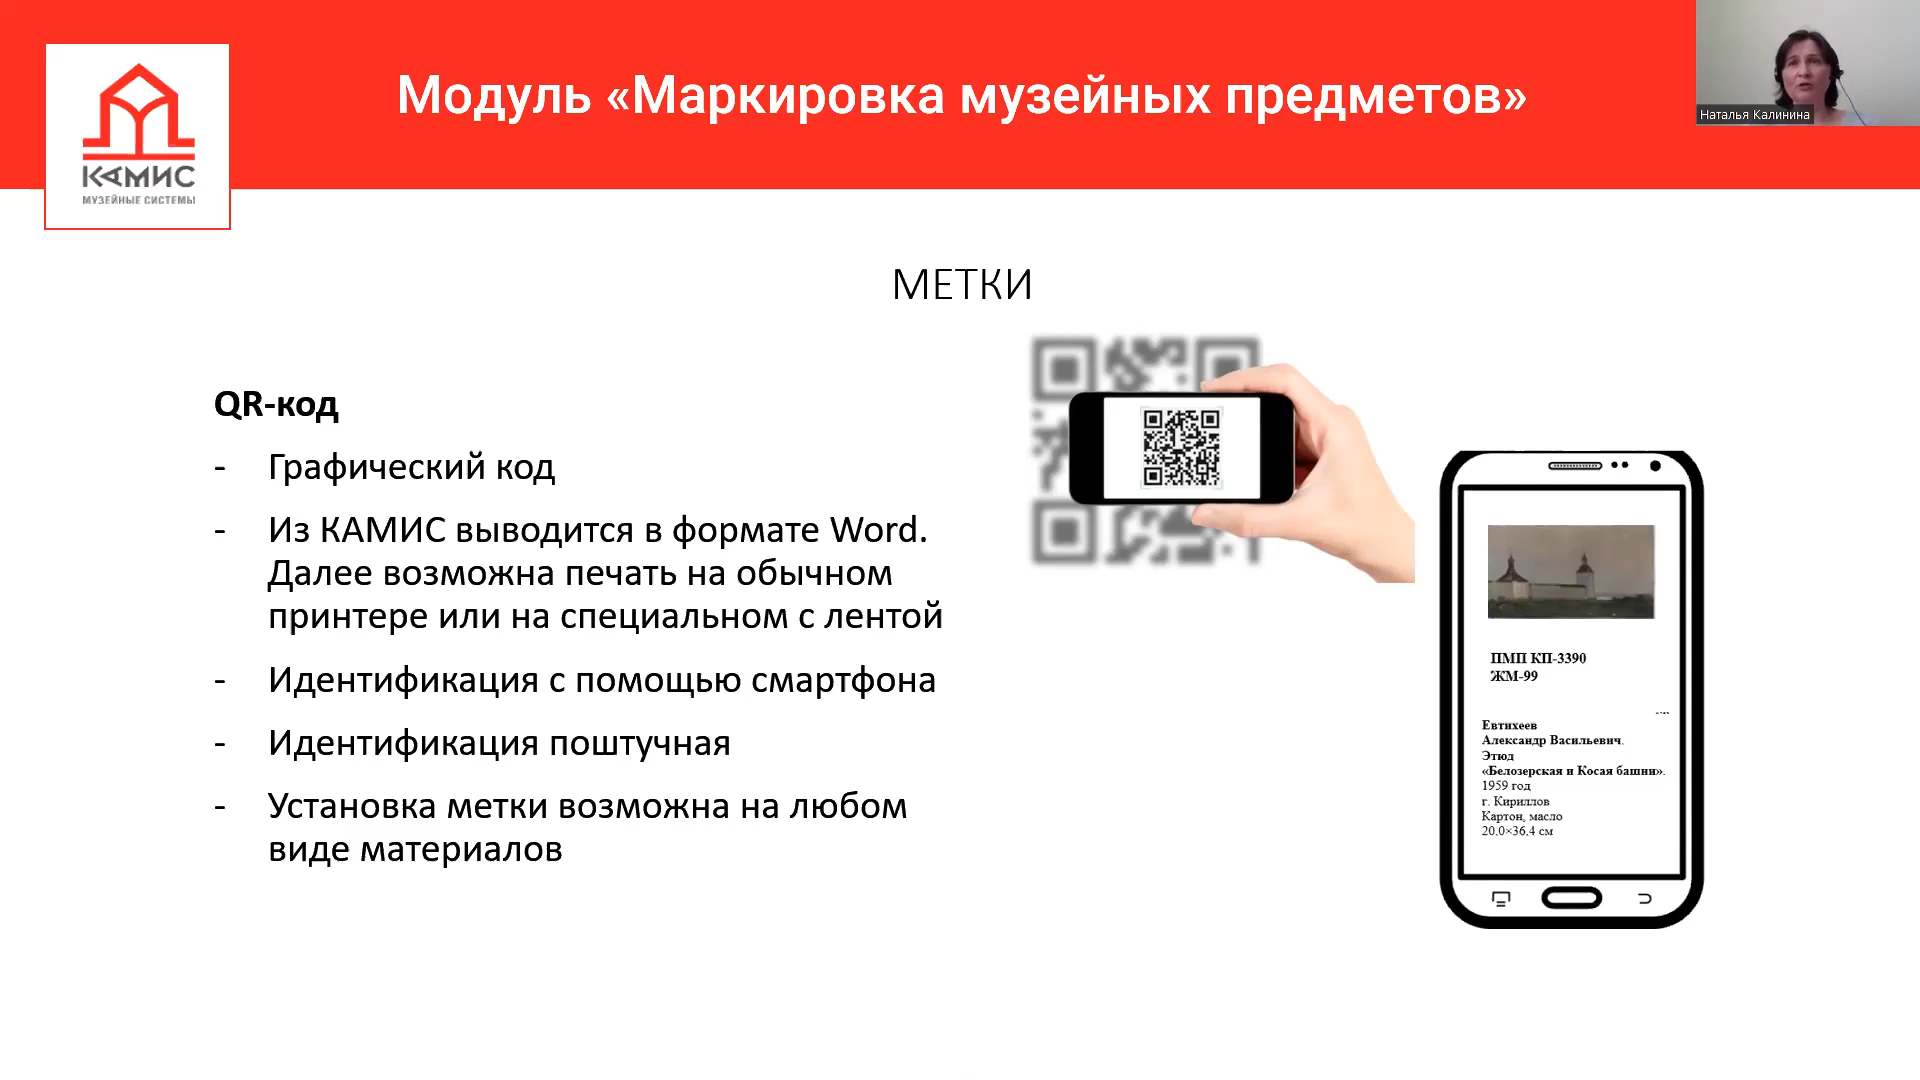 Модуль «Маркировка музейных предметов»
Наталья Калинина
КАМИС
МУЗЕЙНЫЕ СИСТЕМЫ
МЕТКИ
QR-код
- Графический код
- Из КАМИС выводится в формате Word.
Далее возможна печать на обычном
принтере или на специальном с лентой
- Идентификация с помощью смартфона
- Идентификация поштучная
- Установка метки возможна на любом
виде материалов
ПМП КП-3390
ЖМ-99
Евтихеев
Александр Васильевич.
Этюд
«Белозерская и Косая башни».
1959 год
г. Кириллов
Картон, масло
20.0×36.4 см